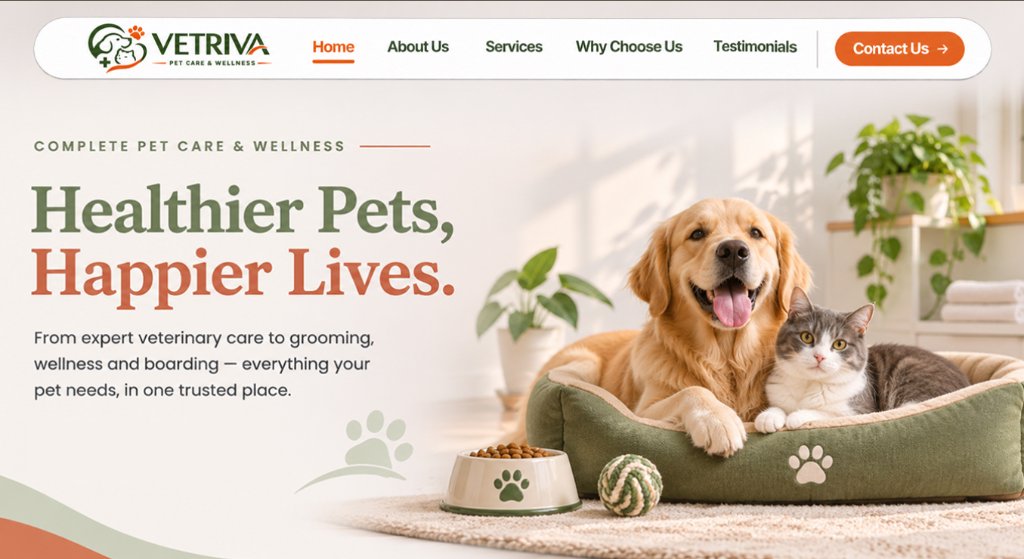 VETRIVA
PET CARE & WELLNESS
Home
About Us
Services
Why Choose Us
Testimonials
Contact Us →
COMPLETE PET CARE & WELLNESS
Healthier Pets,
Happier Lives.
From expert veterinary care to grooming,
wellness and boarding — everything your
pet needs, in one trusted place.